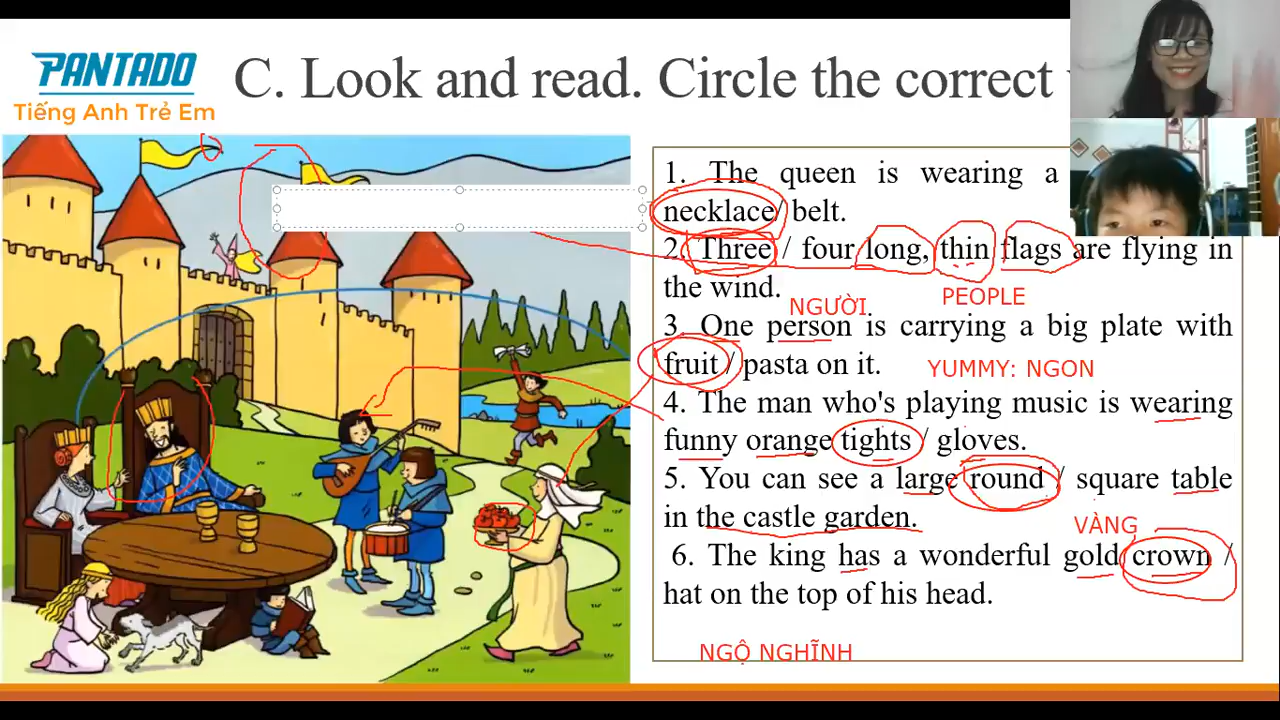 PANTADO
Tiếng Anh Trẻ Em
C. Look and read. Circle the correct
1. The queen is wearing a
necklace/ belt.
2. Three / four long, thin flags are flying in
the wind.
NGƯỜI
PEOPLE
3. One person is carrying a big plate with
fruit / pasta on it.
YUMMY: NGON
4. The man who's playing music is wearing
funny orange tights / gloves.
5. You can see a large round / square table
in the castle garden.
VÀNG
6. The king has a wonderful gold crown /
hat on the top of his head.
NGỘ NGHĨNH